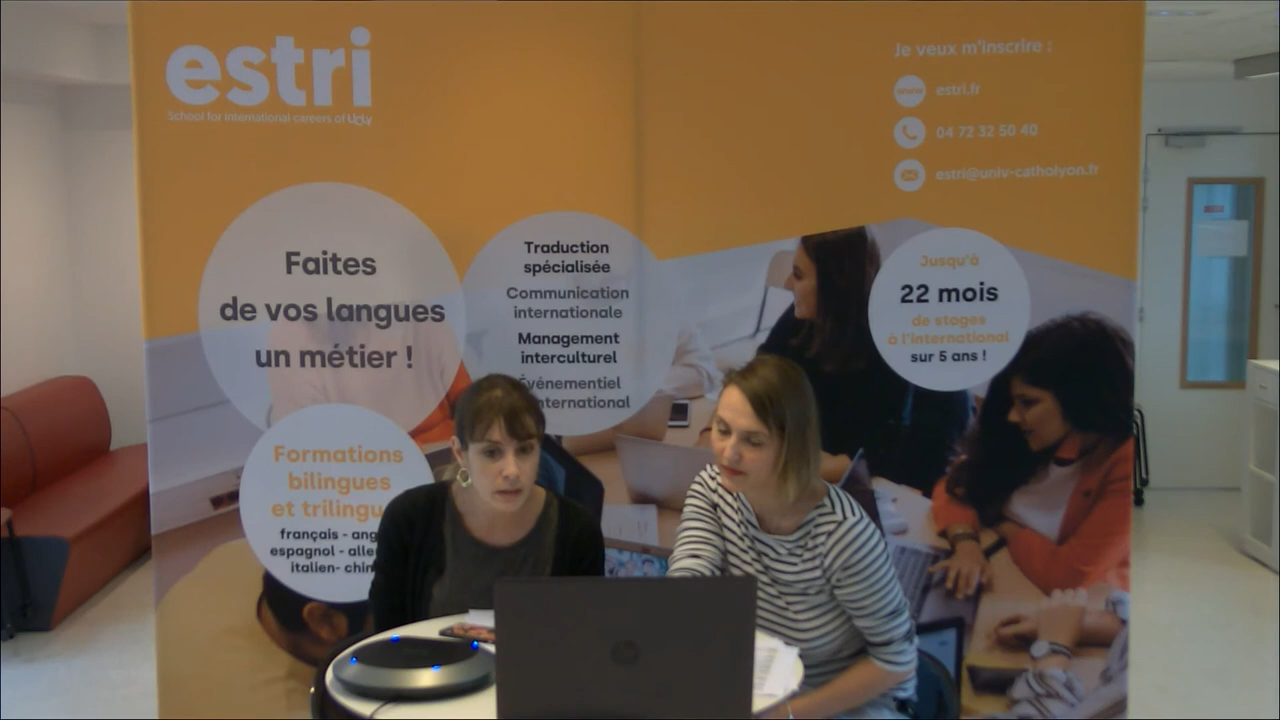 estri
School for international careers of Ucly
Je veux m'inscrire :
www
estri.fr
04 72 32 50 40
estri@univ-catholyon.fr
Faites
de vos langues
un métier !
Traduction
spécialisée
Communication
internationale
Management
interculturel
Événementiel
international
Jusqu'à
22 mois
de stages
à l'international
sur 5 ans !
Formations
bilingues
et trilingu
français - ang
espagnol - alle
italien- chin